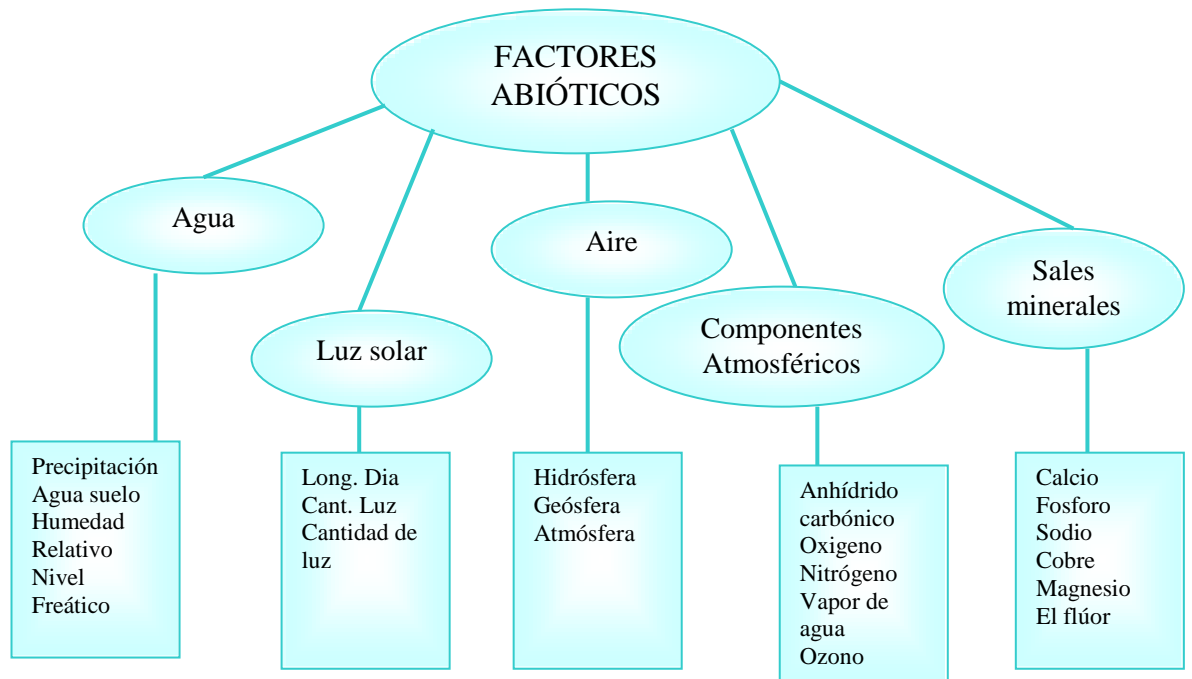 FACTORES
ABIÓTICOS
Agua
Luz solar
Aire
Componentes
Atmosféricos
Sales
minerales
Precipitación
Agua suelo
Humedad
Relativo
Nivel
Freático
Long. Dia
Cant. Luz
Cantidad de
luz
Hidrósfera
Geósfera
Atmósfera
Anhídrido
carbónico
Oxigeno
Nitrógeno
Vapor de
agua
Ozono
Calcio
Fosforo
Sodio
Cobre
Magnesio
El flúor